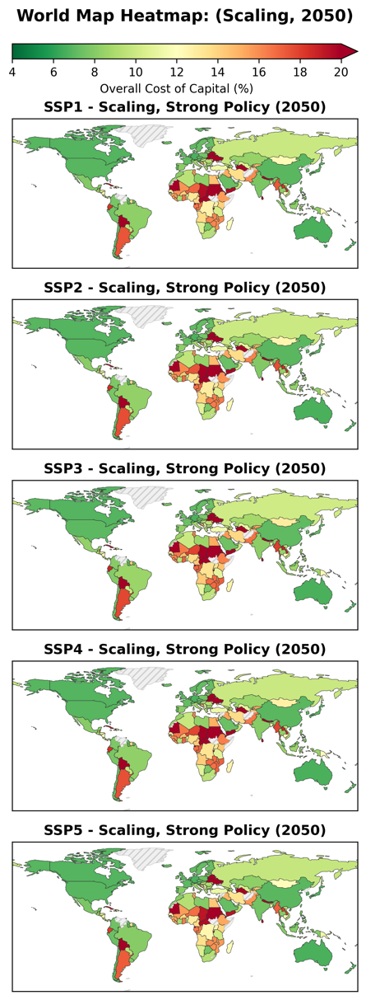 World Map Heatmap: (Scaling, 2050)
4 6 8 10 12 14 16 18 20
Overall Cost of Capital (%)
SSP1 - Scaling, Strong Policy (2050)
SSP2 - Scaling, Strong Policy (2050)
SSP3 - Scaling, Strong Policy (2050)
SSP4 - Scaling, Strong Policy (2050)
SSP5 - Scaling, Strong Policy (2050)